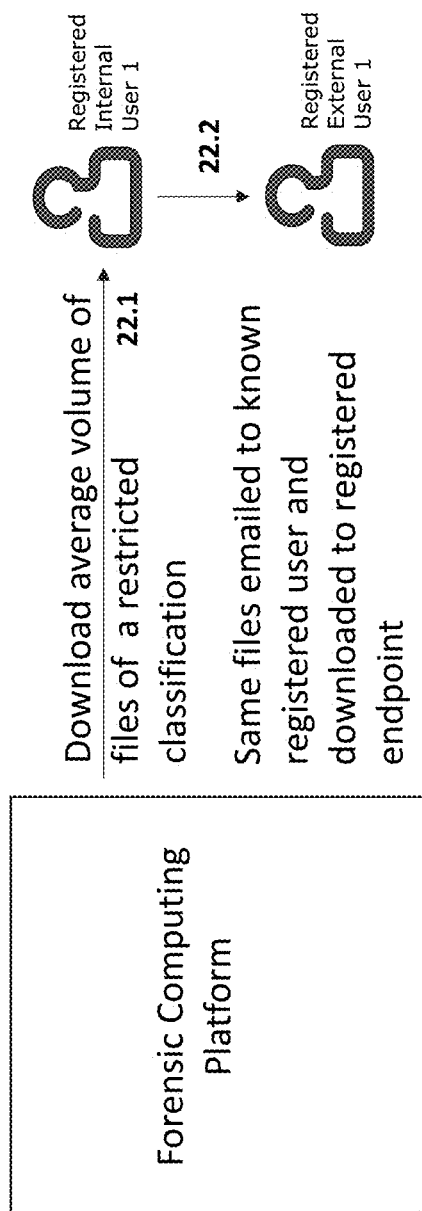 Forensic Computing
Platform
Download average volume of
files of a restricted
classification
22.1
Registered
Internal
User 1
22.2
Same files emailed to known
registered user and
downloaded to registered
endpoint
Registered
External
User 1